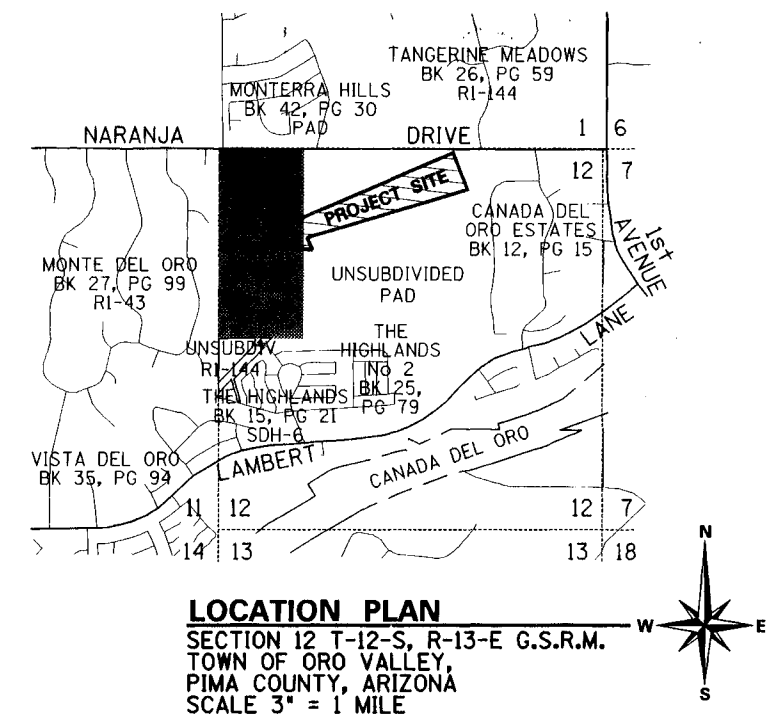 TANGERINE MEADOWS
BK 26, PG 59
R1-144
MONTERRA HILLS
BK 42, PG 30
PAD
NARANJA
DRIVE
1
6
12
7
PROJECT SITE
CANADA DEL
ORO ESTATES
BK 12, PG 15
1st
AVENUE
MONTE DEL ORO
BK 27, PG 99
R1-43
UNSUBDIVIDED
PAD
LANE
UNSUBDIV.
R1-144
THE
HIGHLANDS
No 2
BK 25,
PG 79
THE HIGHLANDS
BK 15, PG 21
SDH-6
VISTA DEL ORO
BK 35, PG 94
LAMBERT
CANADA DEL ORO
11
12
12
7
14
13
13
18
N
W
E
S
LOCATION PLAN
SECTION 12 T-12-S, R-13-E G.S.R.M.
TOWN OF ORO VALLEY,
PIMA COUNTY, ARIZONA
SCALE 3" = 1 MILE